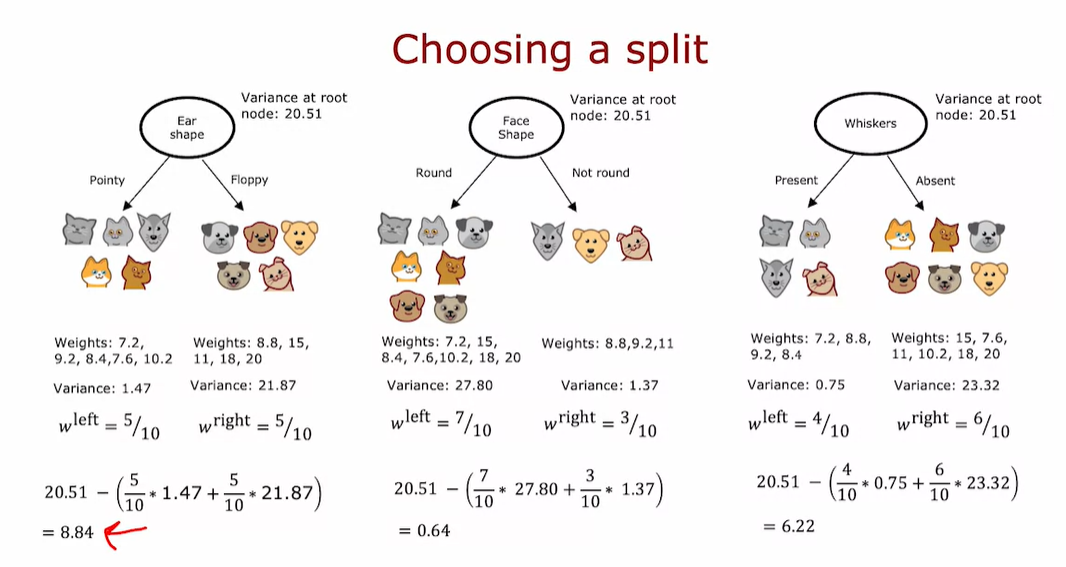 Choosing a split
Ear
shape
Variance at root
node: 20.51
Pointy
Floppy
Weights: 7.2,
9.2, 8.4,7.6, 10.2
Weights: 8.8, 15,
11, 18, 20
Variance: 1.47
Variance: 21.87
w^left = 5/10
w^right = 5/10
20.51 − (5/10 * 1.47 + 5/10 * 21.87)
= 8.84
Face
Shape
Variance at root
node: 20.51
Round
Not round
Weights: 7.2, 15,
8.4, 7.6,10.2, 18, 20
Weights: 8.8,9.2,11
Variance: 27.80
Variance: 1.37
w^left = 7/10
w^right = 3/10
20.51 − (7/10 * 27.80 + 3/10 * 1.37)
= 0.64
Whiskers
Variance at root
node: 20.51
Present
Absent
Weights: 7.2, 8.8,
9.2, 8.4
Weights: 15, 7.6,
11, 10.2, 18, 20
Variance: 0.75
Variance: 23.32
w^left = 4/10
w^right = 6/10
20.51 − (4/10 * 0.75 + 6/10 * 23.32)
= 6.22